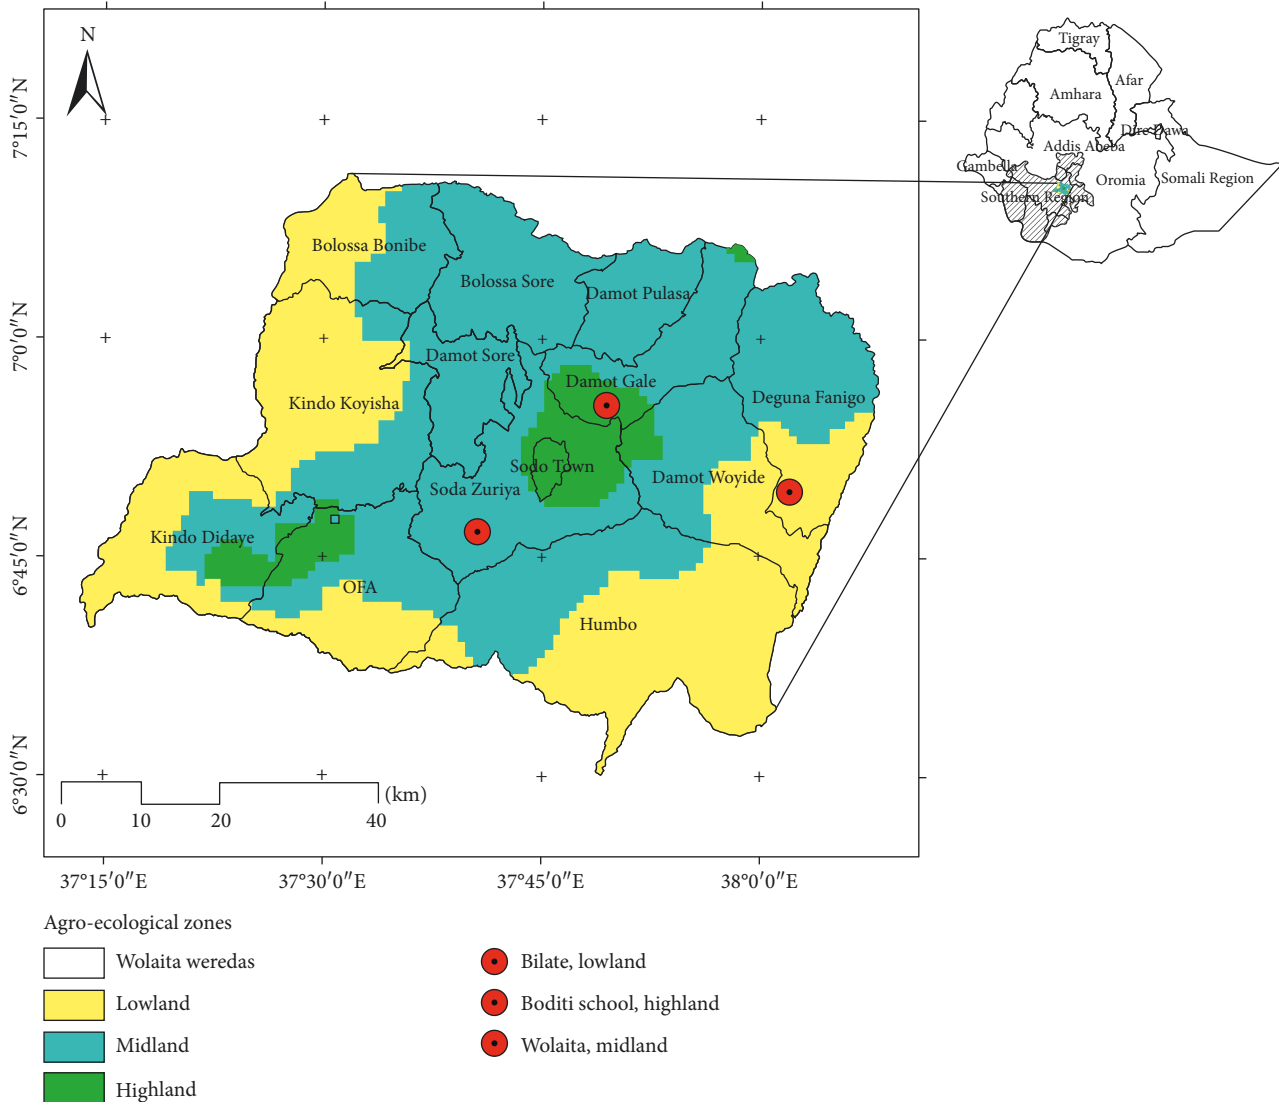 N
7°15′0″N
7°0′0″N
6°45′0″N
6°30′0″N
Bolossa Bonibe
Bolossa Sore
Damot Pulasa
Damot Sore
Damot Gale
Kindo Koyisha
Deguna Fanigo
Sodo Town
Damot Woyide
Soda Zuriya
Kindo Didaye
OFA
Humbo
(km)
0 10 20 40
37°15′0″E 37°30′0″E 37°45′0″E 38°0′0″E
Tigray
Afar
Amhara
Dire Dawa
Addis Abeba
Gambella
Oromia
Somali Region
Southern Region
Agro-ecological zones
Wolaita weredas
Lowland
Midland
Highland
Bilate, lowland
Boditi school, highland
Wolaita, midland